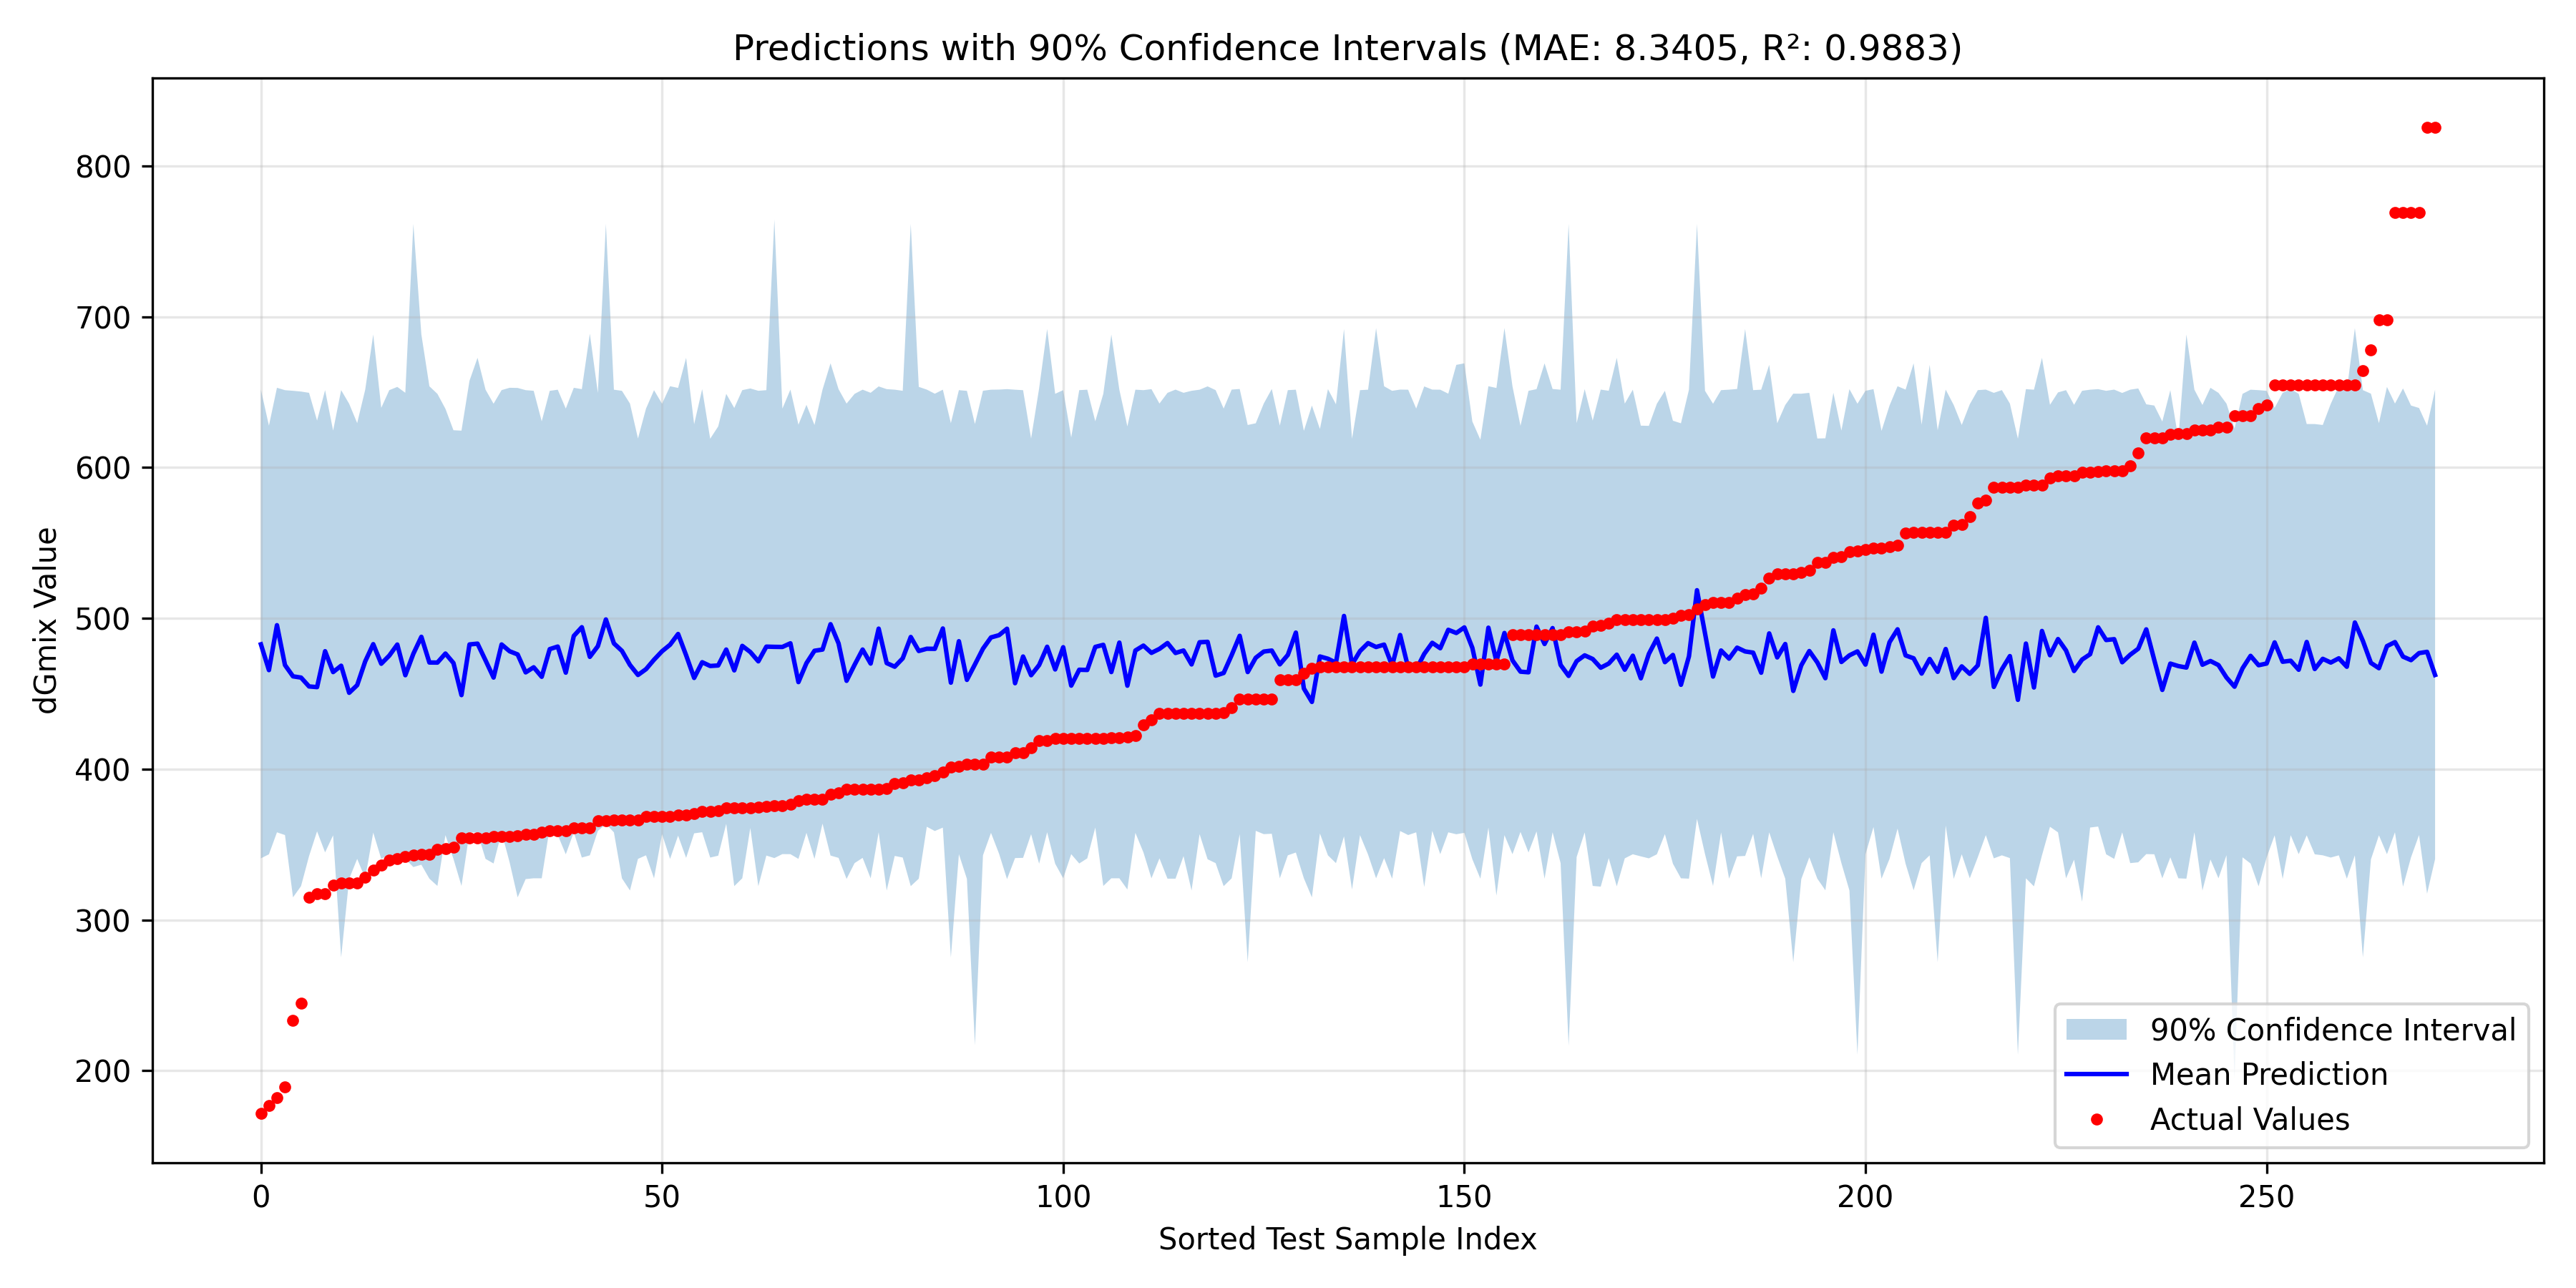 Predictions with 90% Confidence Intervals (MAE: 8.3405, R²: 0.9883)
dGmix Value
800
700
600
500
400
300
200
90% Confidence Interval
Mean Prediction
Actual Values
0 50 100 150 200 250
Sorted Test Sample Index